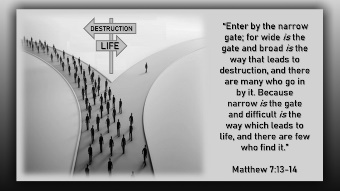 DESTRUCTION
LIFE
“Enter by the narrow
gate; for wide is the
gate and broad is the
way that leads to
destruction, and there
are many who go in
by it. Because
narrow is the gate
and difficult is the
way which leads to
life, and there are few
who find it.”
Matthew 7:13-14